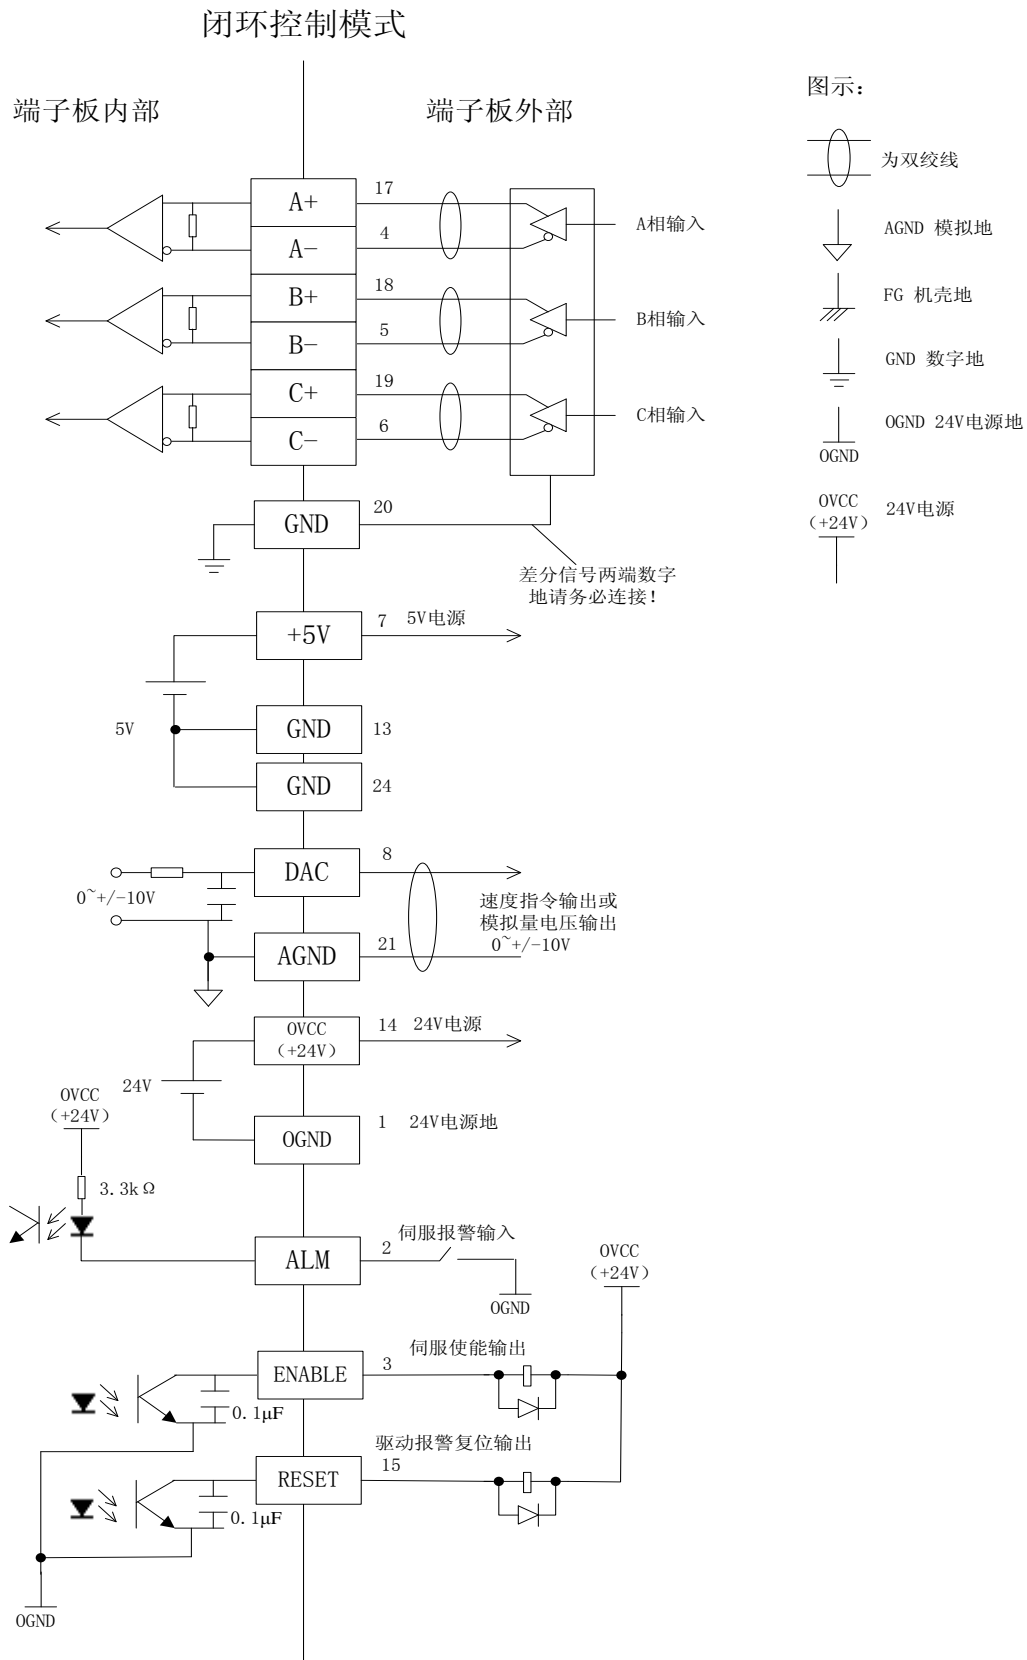 闭环控制模式
端子板内部
端子板外部
图示：
为双绞线
AGND 模拟地
FG 机壳地
GND 数字地
OGND 24V电源地
OGND
OVCC
(+24V)
24V电源
A+
17
A相输入
A-
4
B+
18
B相输入
B-
5
C+
19
C相输入
C-
6
GND
20
差分信号两端数字
地请务必连接！
+5V
7
5V电源
5V
GND
13
GND
24
DAC
8
0~+/-10V
速度指令输出或
模拟量电压输出
0~+/-10V
AGND
21
OVCC
(+24V)
14
24V电源
24V
OVCC
(+24V)
OGND
1
24V电源地
3.3kΩ
ALM
2
伺服报警输入
OGND
OVCC
(+24V)
伺服使能输出
ENABLE
3
0.1μF
驱动报警复位输出
RESET
15
0.1μF
OGND